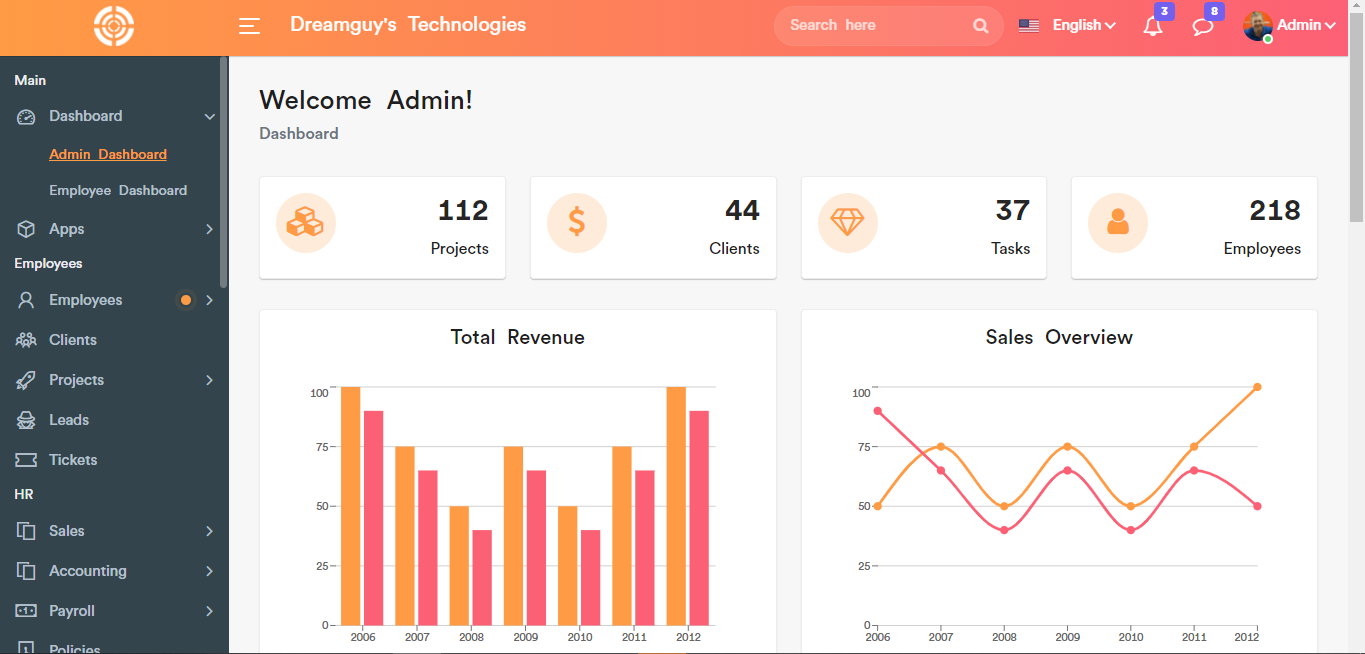 Dreamguy's Technologies
Search here
English
3
8
Admin
Main
Dashboard
Admin Dashboard
Employee Dashboard
Apps
Employees
Employees
Clients
Projects
Leads
Tickets
HR
Sales
Accounting
Payroll
Policies
Welcome Admin!
Dashboard
112
Projects
44
Clients
37
Tasks
218
Employees
Total Revenue
100
75
50
25
0
2006 2007 2008 2009 2010 2011 2012
Sales Overview
100
75
50
25
0
2006 2007 2008 2009 2010 2011 2012